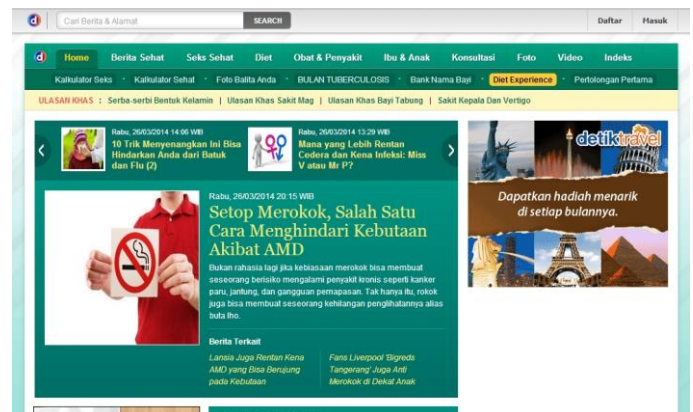 d
Cari Berita & Alamat
SEARCH
Daftar Masuk
d Home Berita Sehat Seks Sehat Diet Obat & Penyakit Ibu & Anak Konsultasi Foto Video Indeks
Kalkulator Seks Kalkulator Sehat Foto Balita Anda BULAN TUBERCULOSIS Bank Nama Bayi Diet Experience Pertolongan Pertama
ULASAN KHAS : Serba-serbi Bentuk Kelamin | Ulasan Khas Sakit Mag | Ulasan Khas Bayi Tabung | Sakit Kepala Dan Vertigo
Rabu, 26/03/2014 14:06 WIB
10 Trik Menyenangkan Ini Bisa
Hindarkan Anda dari Batuk
dan Flu (2)
Rabu, 26/03/2014 13:29 WIB
Mana yang Lebih Rentan
Cedera dan Kena Infeksi: Miss
V atau Mr P?
Rabu, 26/03/2014 20:15 WIB
Setop Merokok, Salah Satu
Cara Menghindari Kebutaan
Akibat AMD
Bukan rahasia lagi jika kebiasaan merokok bisa membuat
seseorang berisiko mengalami penyakit kronis seperti kanker
paru, jantung, dan gangguan pernapasan. Tak hanya itu, rokok
juga bisa membuat seseorang kehilangan penglihatannya alias
buta lho.
Berita Terkait
Lansia Juga Rentan Kena
AMD yang Bisa Berujung
pada Kebutaan
Fans Liverpool 'Bigreds
Tangerang' Juga Anti
Merokok di Dekat Anak
detiktravel
Dapatkan hadiah menarik
di setiap bulannya.